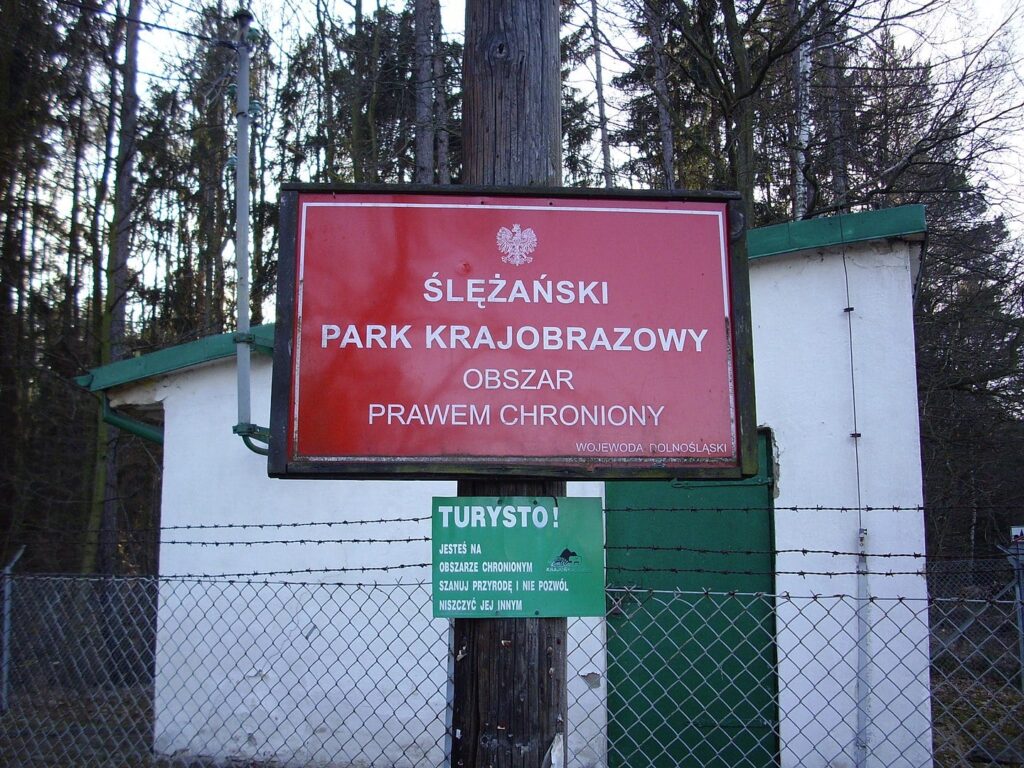 ŚLĘŻAŃSKI
PARK KRAJOBRAZOWY
OBSZAR
PRAWEM CHRONIONY
WOJEWODA DOLNOŚLĄSKI
TURYSTO!
JESTEŚ NA
OBSZARZE CHRONIONYM
SZANUJ PRZYRODĘ I NIE POZWÓL
NISZCZYĆ JEJ INNYM